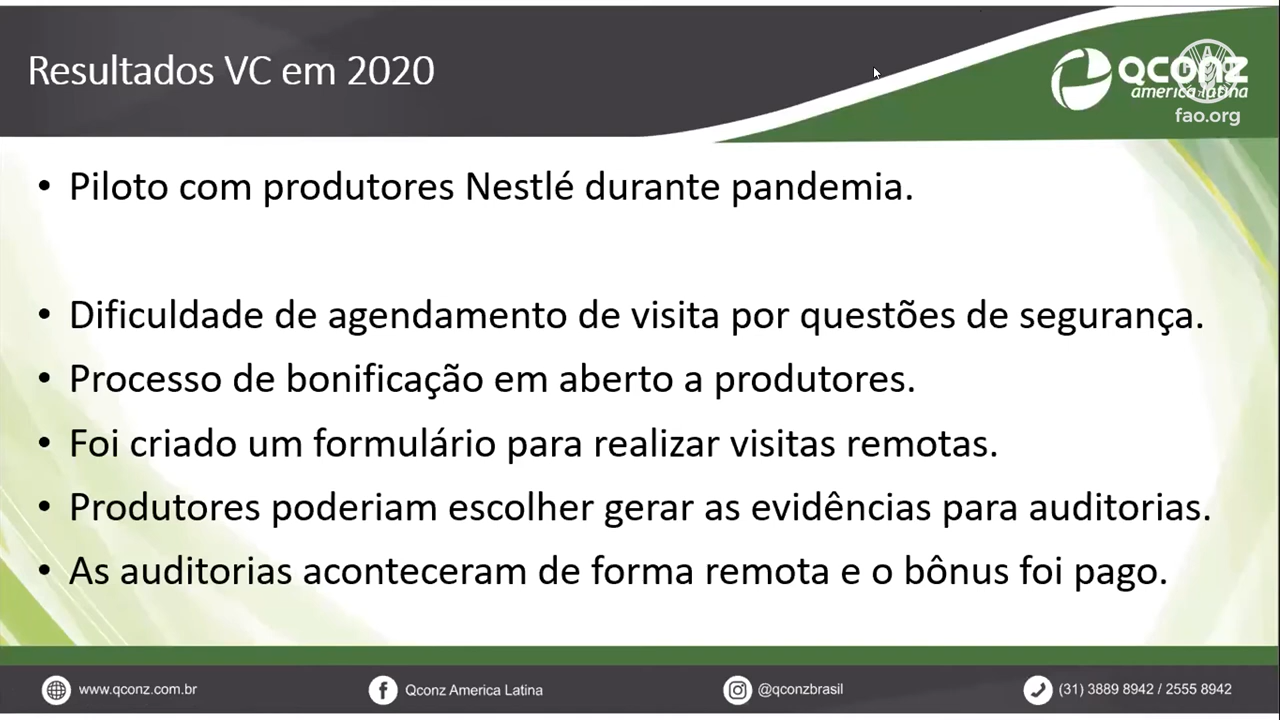 Resultados VC em 2020
QCONZ
america latina
fao.org
• Piloto com produtores Nestlé durante pandemia.
• Dificuldade de agendamento de visita por questões de segurança.
• Processo de bonificação em aberto a produtores.
• Foi criado um formulário para realizar visitas remotas.
• Produtores poderiam escolher gerar as evidências para auditorias.
• As auditorias aconteceram de forma remota e o bônus foi pago.
www.qconz.com.br
Qconz America Latina
@qconzbrasil
(31) 3889 8942 / 2555 8942